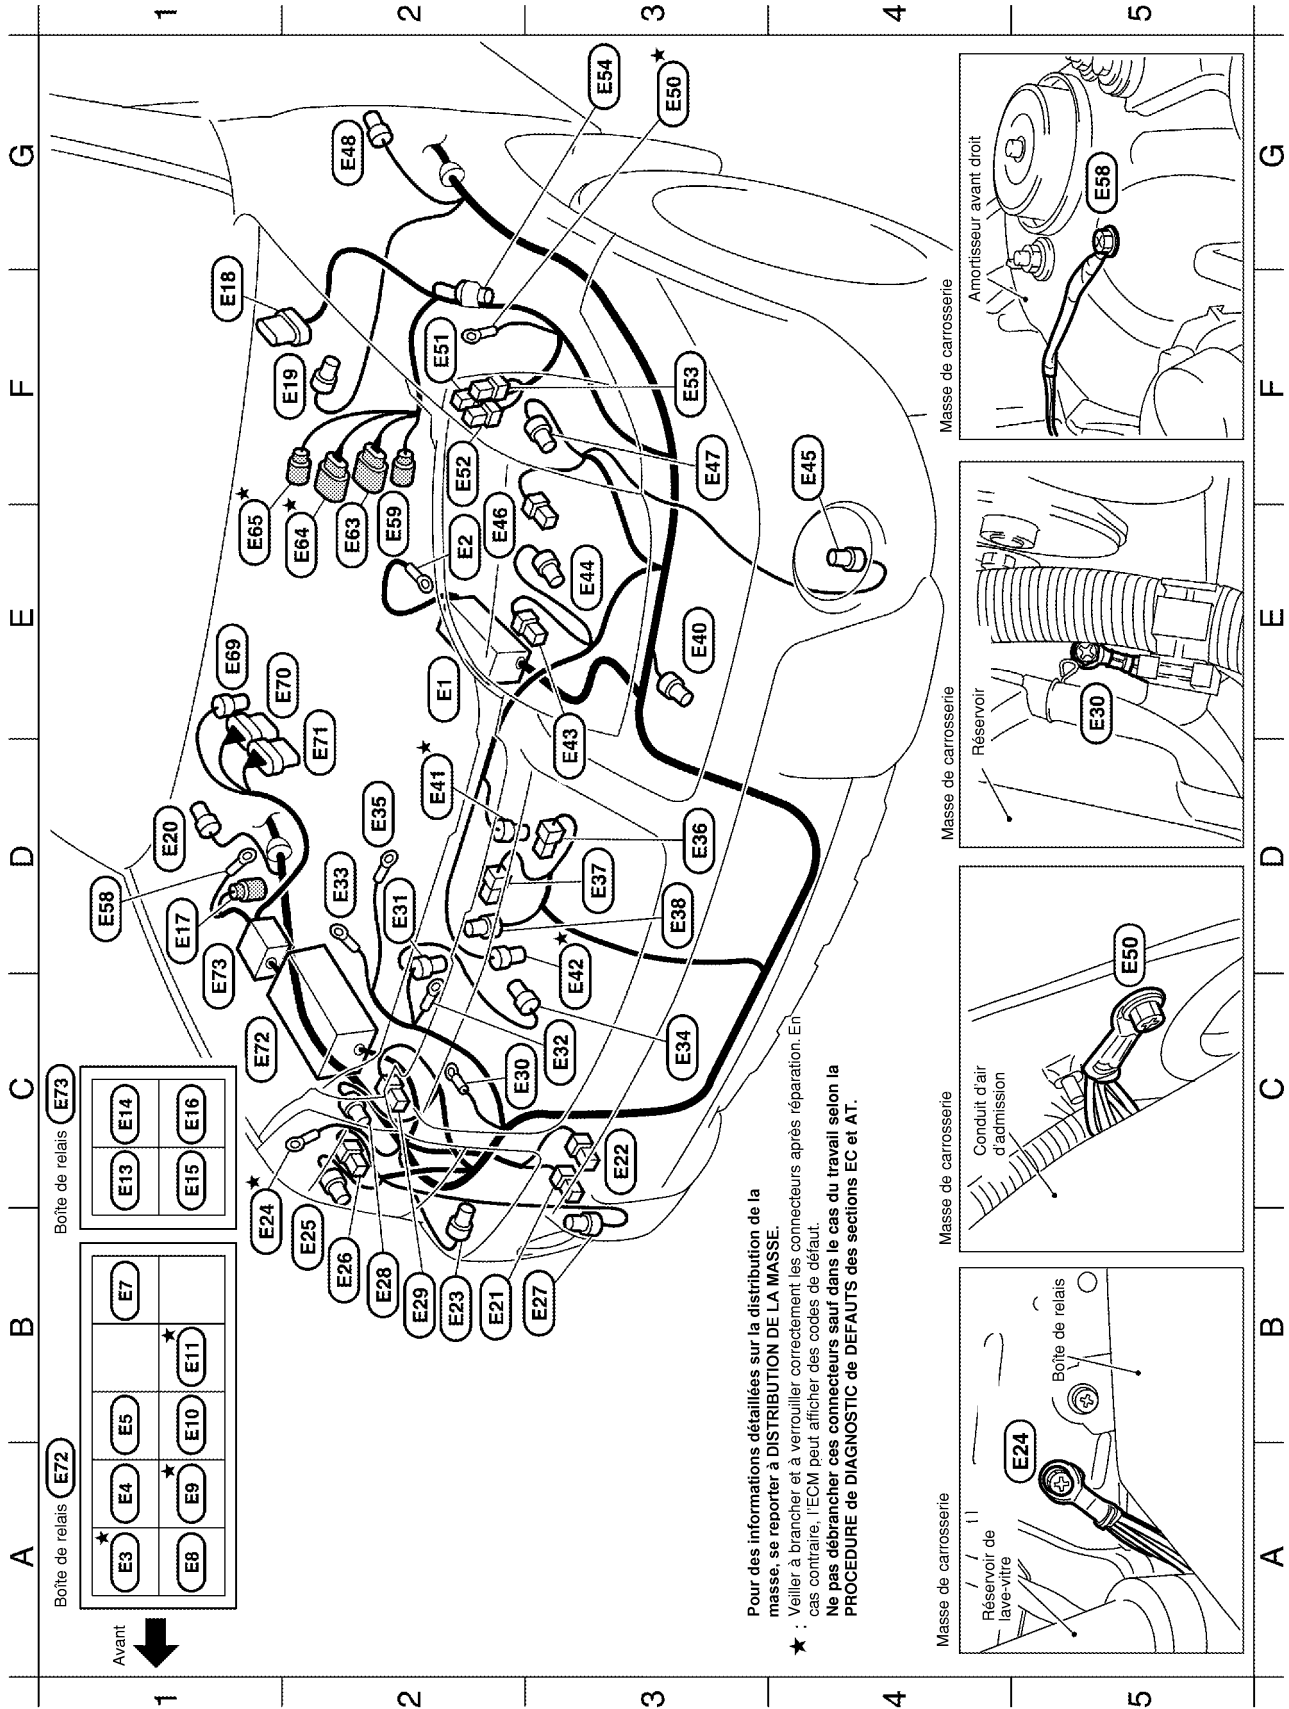 A
B
C
D
E
F
G
1
2
3
4
5
Avant
Boîte de relais E72
E3 ★
E4
E5
E7
E8
E9 ★
E10
E11 ★
Boîte de relais E73
E13
E14
E15
E16
E58
E17
E20
E73
E72
E69
E70
E71
E18
E19
E65 ★
E64 ★
E63
E59
E48
E54
E50 ★
E51
E52
E53
E47
E45
E46
E2
E44
E1
E43
E40
E41 ★
E35
E33
E31
E36
E37
E38
E42 ★
E34
E32
E30
E24 ★
E25
E26
E28
E29
E23
E21
E27
E22
Pour des informations détaillées sur la distribution de la
masse, se reporter à DISTRIBUTION DE LA MASSE.
★ : Veiller à brancher et à verrouiller correctement les connecteurs après réparation. En
cas contraire, l'ECM peut afficher des codes de défaut.
Ne pas débrancher ces connecteurs sauf dans le cas du travail selon la
PROCEDURE de DIAGNOSTIC de DEFAUTS des sections EC et AT.
Masse de carrosserie
Réservoir de
lave-vitre
E24
Boîte de relais
Masse de carrosserie
Conduit d'air
d'admission
E50
Masse de carrosserie
Réservoir
E30
Masse de carrosserie
Amortisseur avant droit
E58
1
2
3
4
5
A
B
C
D
E
F
G